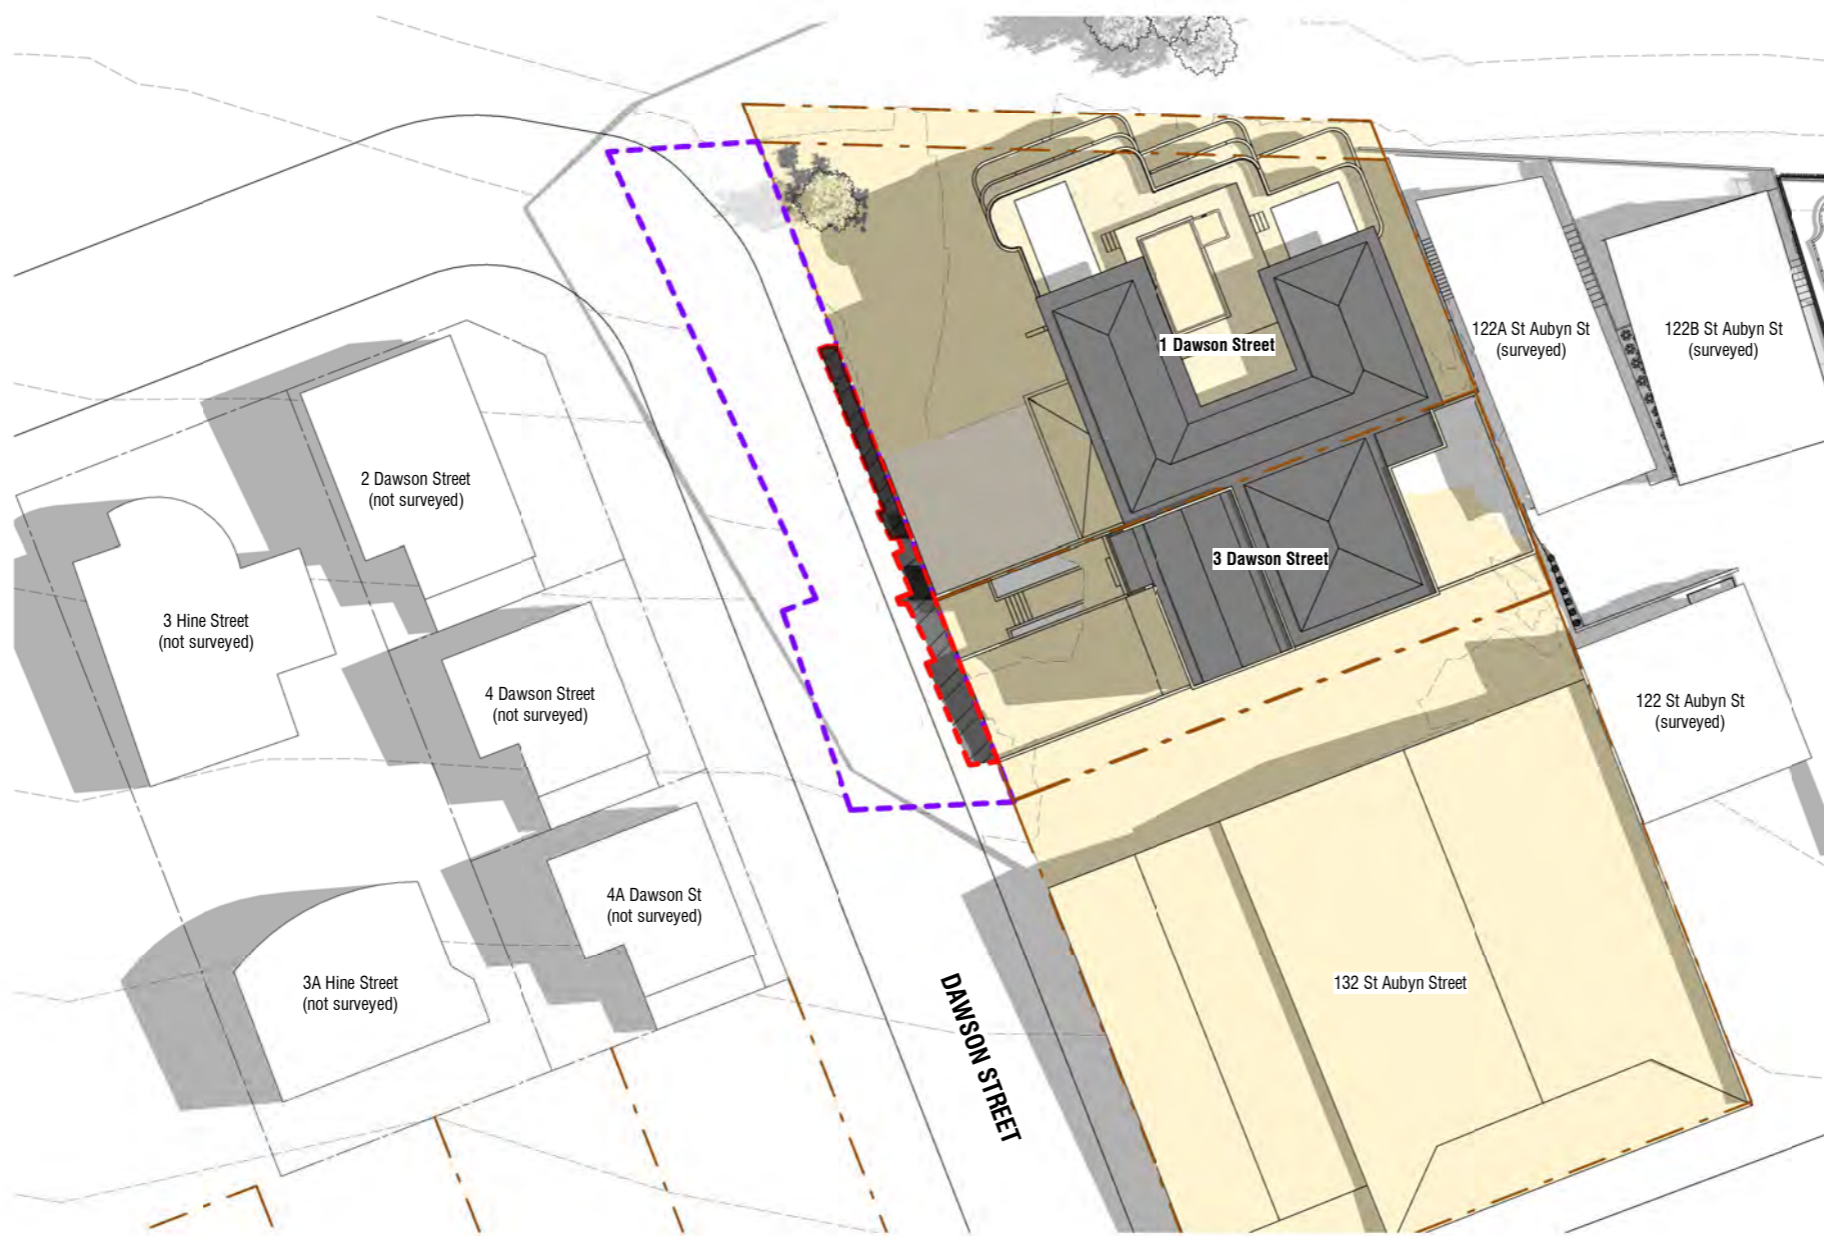 1 Dawson Street
122A St Aubyn St
(surveyed)
122B St Aubyn St
(surveyed)
2 Dawson Street
(not surveyed)
3 Dawson Street
3 Hine Street
(not surveyed)
4 Dawson Street
(not surveyed)
122 St Aubyn St
(surveyed)
4A Dawson St
(not surveyed)
3A Hine Street
(not surveyed)
132 St Aubyn Street
DAWSON STREET